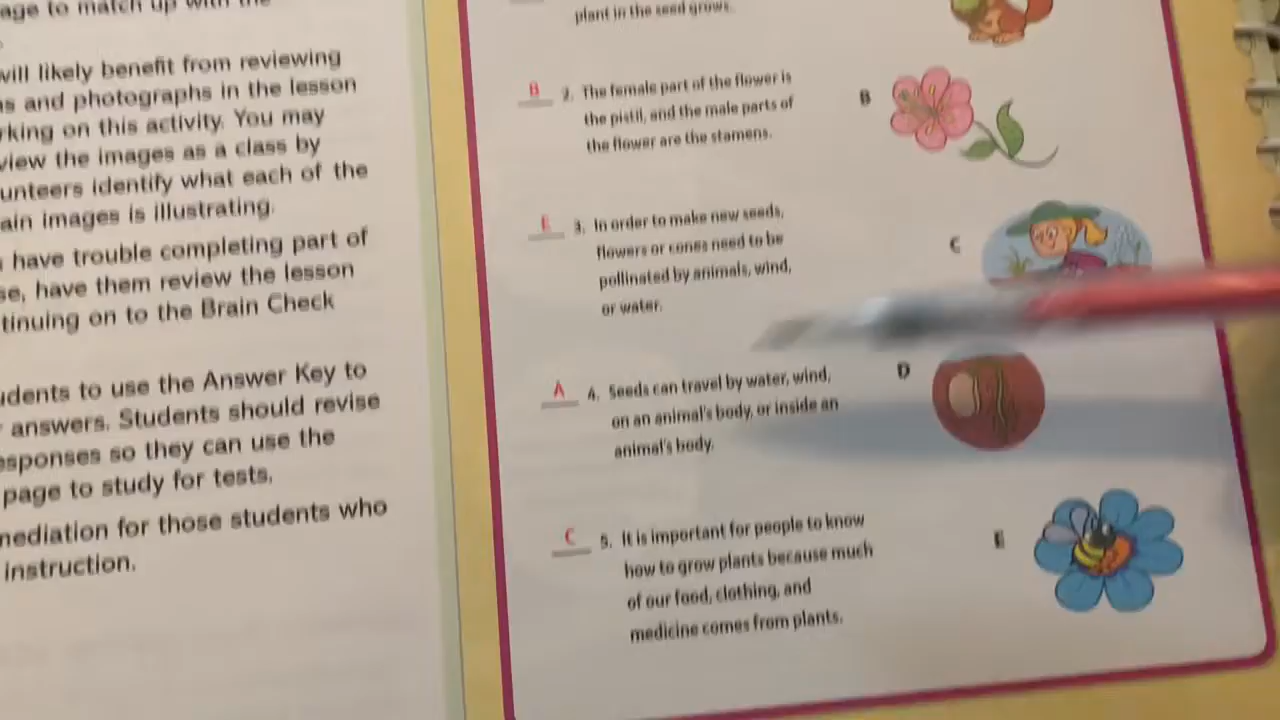 age to match up with the
will likely benefit from reviewing
ns and photographs in the lesson
rking on this activity. You may
view the images as a class by
unteers identify what each of the
ain images is illustrating.
have trouble completing part of
se, have them review the lesson
tinuing on to the Brain Check
udents to use the Answer Key to
answers. Students should revise
esponses so they can use the
page to study for tests.
mediation for those students who
instruction.
plant in the seed grows.
B 2. The female part of the flower is
the pistil, and the male parts of
the flower are the stamens.
B
E 3. In order to make new seeds,
flowers or cones need to be
pollinated by animals, wind,
or water.
C
A 4. Seeds can travel by water, wind,
on an animal's body, or inside an
animal's body.
D
C 5. It is important for people to know
how to grow plants because much
of our food, clothing, and
medicine comes from plants.
E